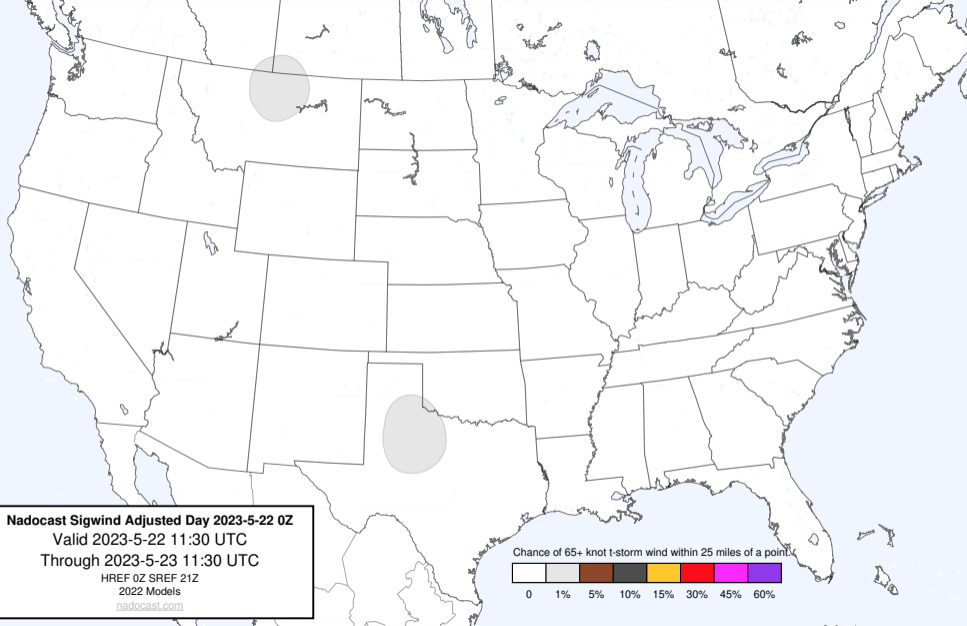 Nadocast Sigwind Adjusted Day 2023-5-22 0Z
Valid 2023-5-22 11:30 UTC
Through 2023-5-23 11:30 UTC
HREF 0Z SREF 21Z
2022 Models
nadocast.com
Chance of 65+ knot t-storm wind within 25 miles of a point.
0 1% 5% 10% 15% 30% 45% 60%